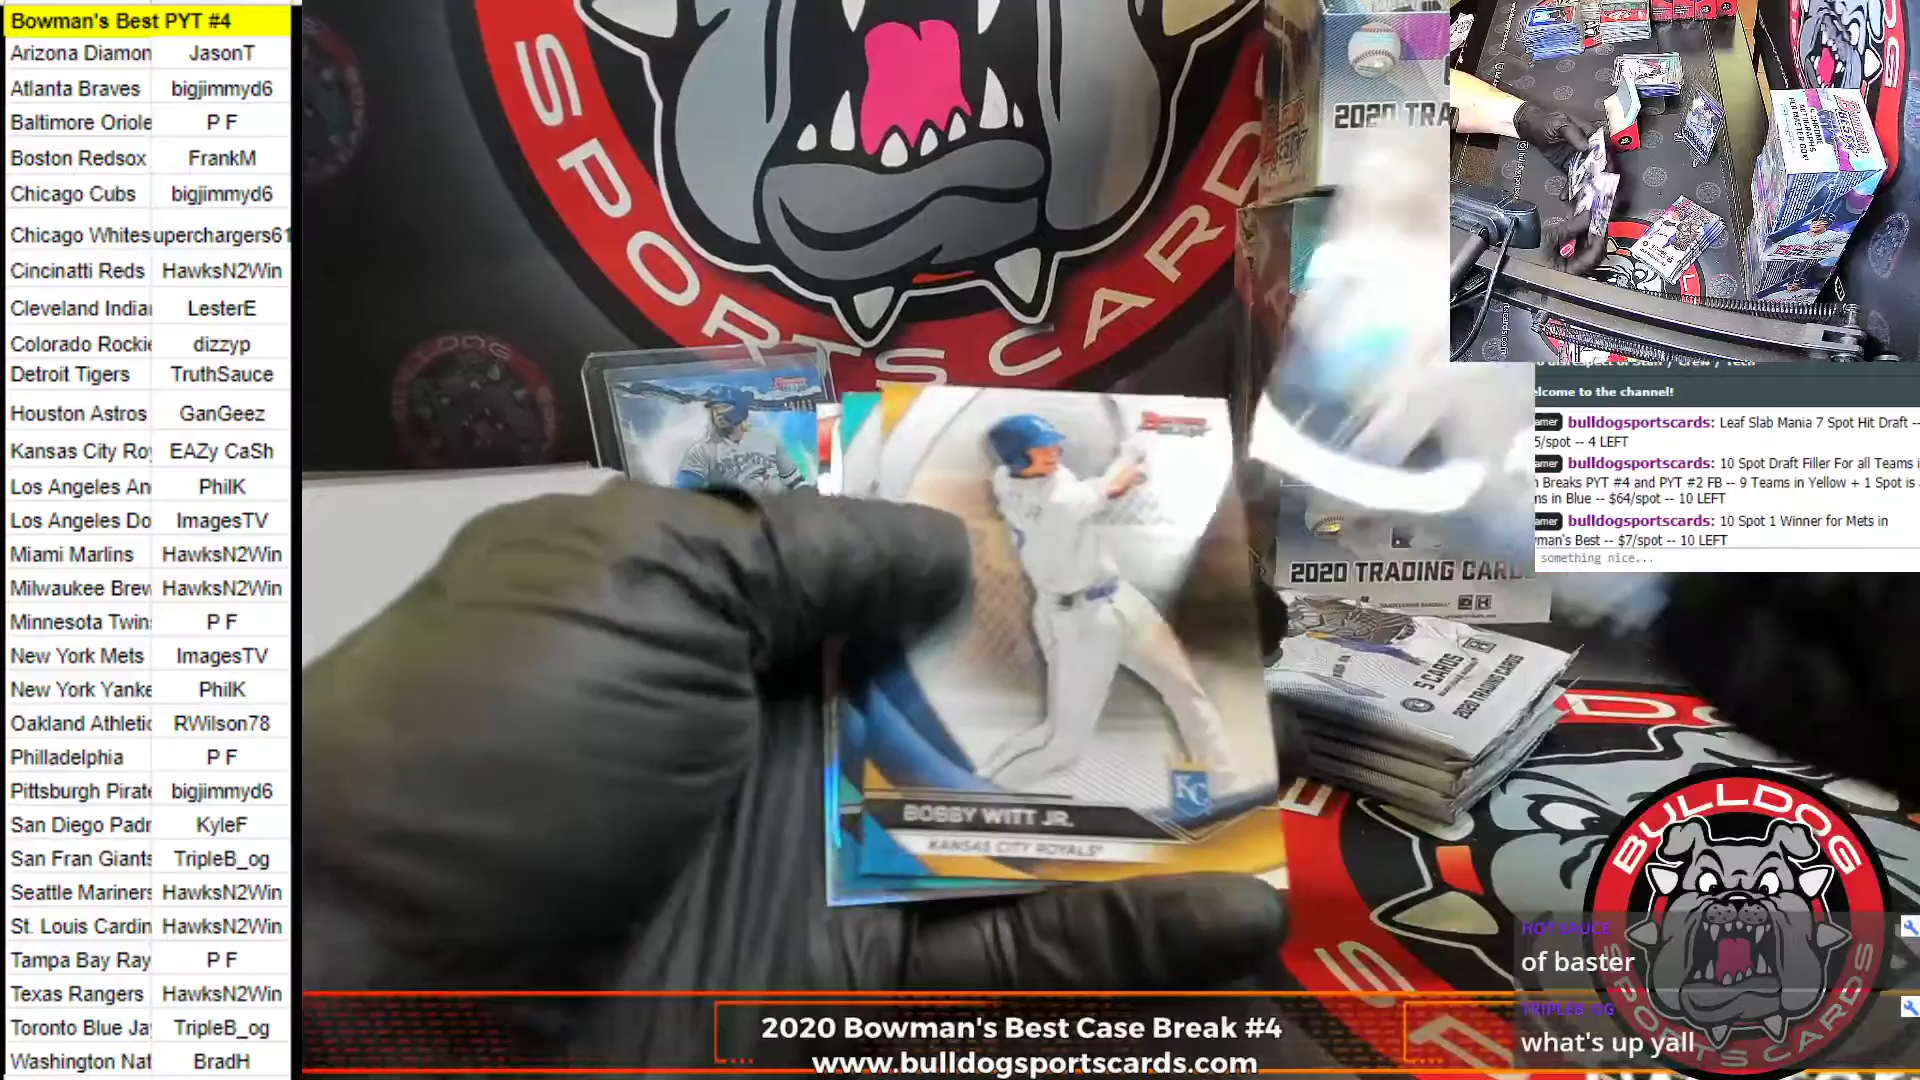 Bowman's Best PYT #4
Arizona Diamon JasonT
Atlanta Braves bigjimmyd6
Baltimore Oriole P F
Boston Redsox FrankM
Chicago Cubs bigjimmyd6
Chicago Whites uperchargers61
Cincinatti Reds HawksN2Win
Cleveland India LesterE
Colorado Rockie dizzyp
Detroit Tigers TruthSauce
Houston Astros GanGeez
Kansas City Roy EAZy CaSh
Los Angeles An PhilK
Los Angeles Do ImagesTV
Miami Marlins HawksN2Win
Milwaukee Brew HawksN2Win
Minnesota Twin P F
New York Mets ImagesTV
New York Yanke PhilK
Oakland Athletic RWilson78
Philladelphia P F
Pittsburgh Pirate bigjimmyd6
San Diego Padr KyleF
San Fran Giants TripleB_og
Seattle Mariners HawksN2Win
St. Louis Cardin HawksN2Win
Tampa Bay Ray P F
Texas Rangers HawksN2Win
Toronto Blue Ja TripleB_og
Washington Nat BradH
SPORTS CARD
2020 TRA
2020 TRADING CARD
BOBBY WITT JR.
KANSAS CITY ROYALS
5 CARDS
2020 TRADING CARDS
elcome to the channel!
bulldogsportscards: Leaf Slab Mania 7 Spot Hit Draft --
5/spot -- 4 LEFT
bulldogsportscards: 10 Spot Draft Filler For all Teams i
n Breaks PYT #4 and PYT #2 FB -- 9 Teams in Yellow + 1 Spot is
ms in Blue -- $64/spot -- 10 LEFT
bulldogsportscards: 10 Spot 1 Winner for Mets in
man's Best -- $7/spot -- 10 LEFT
something nice...
BULLDOG
SPORTS CARDS
HOT SAUCE
of baster
TRIPLEB_OG
what's up yall
2020 Bowman's Best Case Break #4
www.bulldogsportscards.com